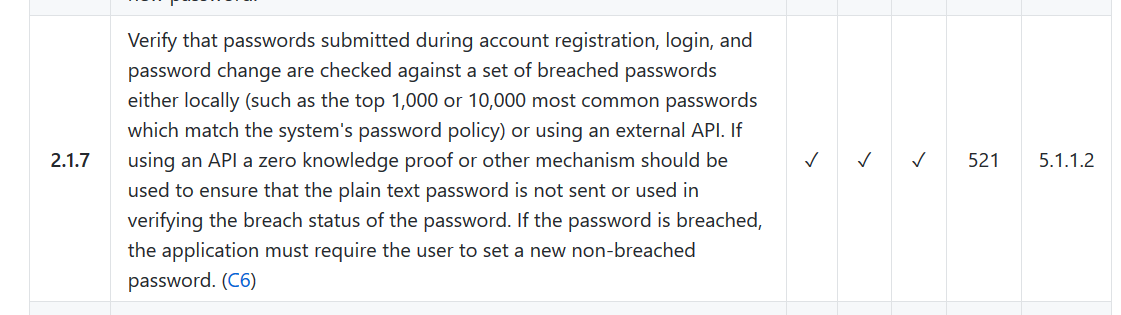 new password.
Verify that passwords submitted during account registration, login, and
password change are checked against a set of breached passwords
either locally (such as the top 1,000 or 10,000 most common passwords
which match the system's password policy) or using an external API. If
2.1.7 using an API a zero knowledge proof or other mechanism should be ✓ ✓ ✓ 521 5.1.1.2
used to ensure that the plain text password is not sent or used in
verifying the breach status of the password. If the password is breached,
the application must require the user to set a new non-breached
password. (C6)